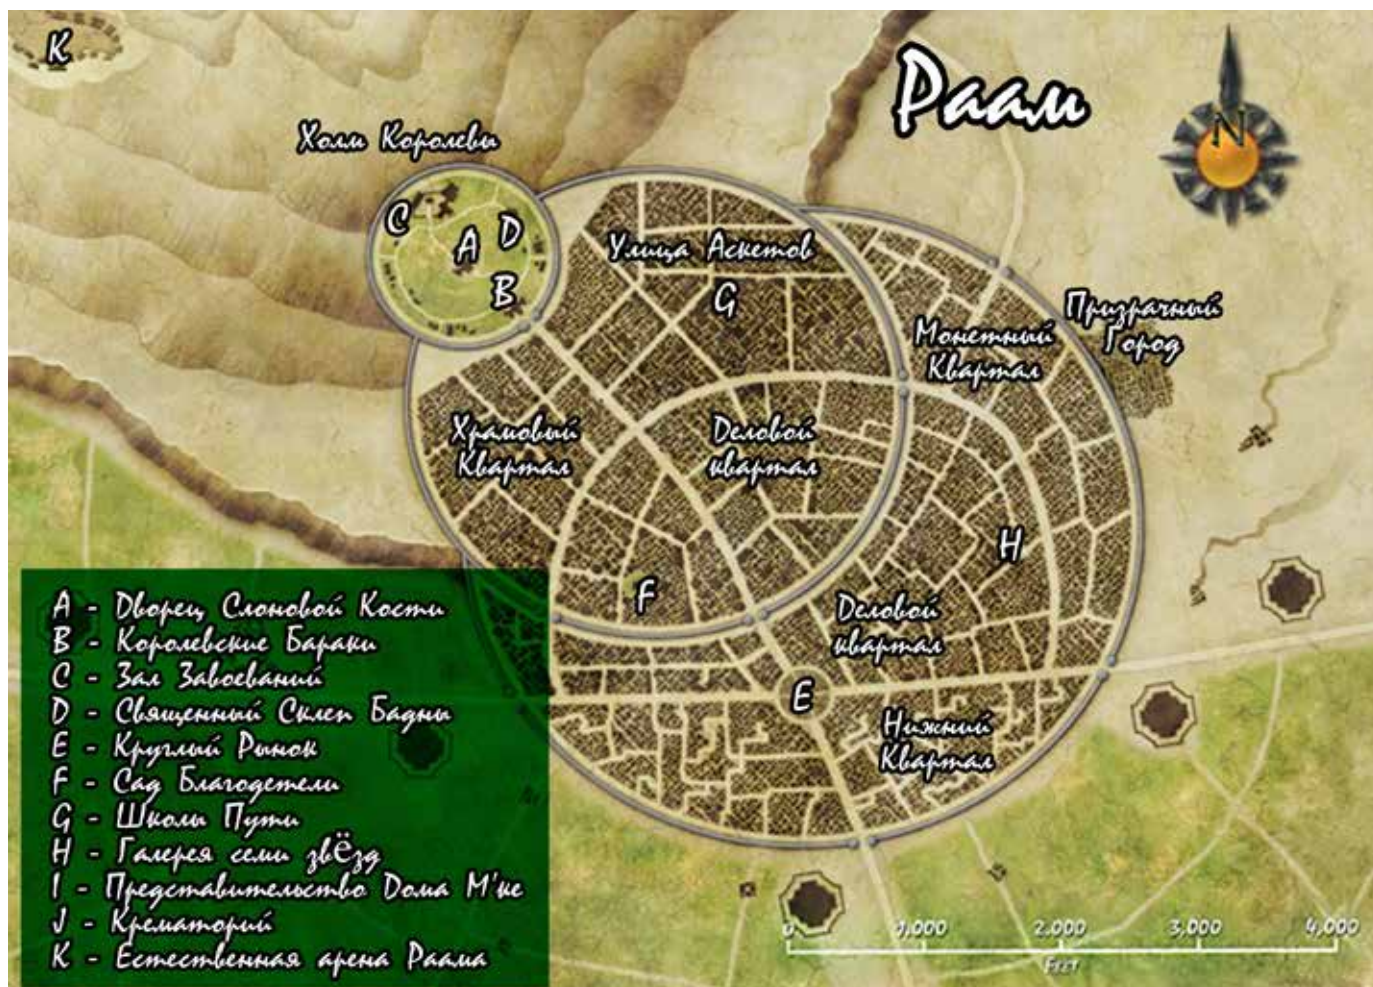 K
Раам
N
Холм Королевы
C
A
D
B
Улица Аскетов
G
Призрачный
Город
Монетный
Квартал
Храмовый
Квартал
Деловой
квартал
H
F
Деловой
квартал
E
Нижний
Квартал
A - Дворец Слоновой Кости
B - Королевские Бараки
C - Зал Завоеваний
D - Священный Склеп Бадны
E - Круглый Рынок
F - Сад Благодетели
G - Школы Пути
H - Галерея семи звёзд
I - Представительство Дома М'ке
J - Крематорий
K - Естественная арена Раама
0 1,000 2,000 3,000 4,000
Feet